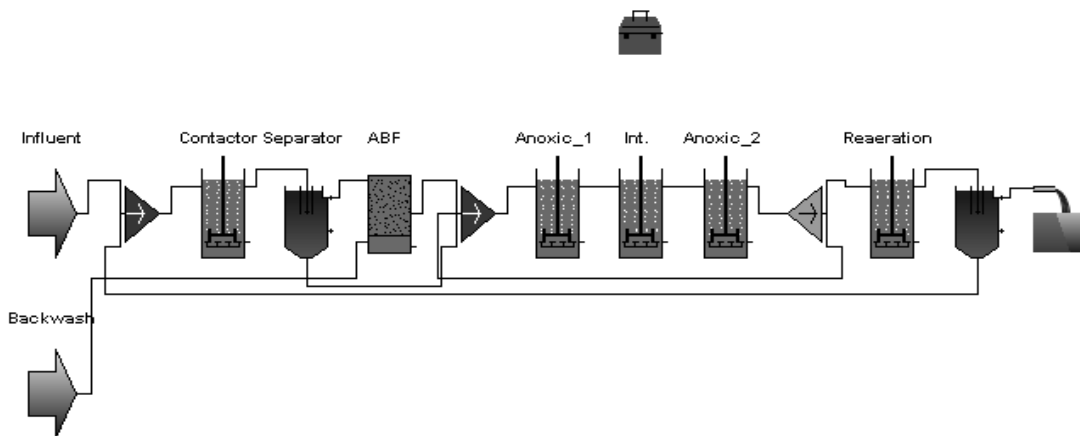 Influent
Contactor
Separator
ABF
Anoxic_1
Int.
Anoxic_2
Reaeration
Backwash